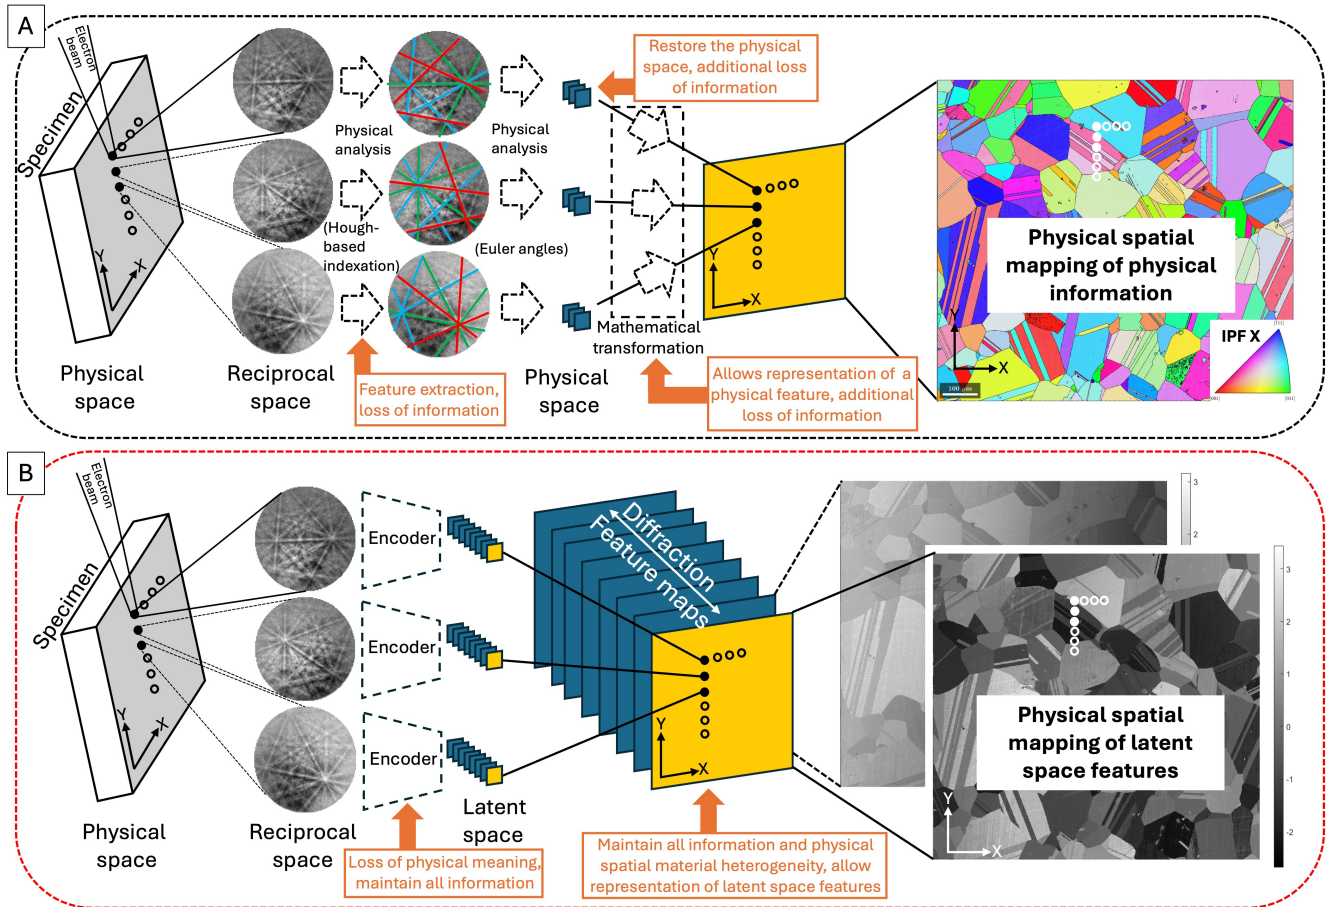 A
Electron
beam
Specimen
Y
X
Physical
space
Reciprocal
space
Physical
analysis
(Hough-
based
indexation)
Physical
analysis
(Euler angles)
Feature extraction,
loss of information
Physical
space
Restore the physical
space, additional loss
of information
Mathematical
transformation
Allows representation of a
physical feature, additional
loss of information
Y
X
Physical spatial
mapping of physical
information
Y
X
100 μm
IPF X
[111]
[001]
[011]
B
Electron
beam
Specimen
Y
X
Physical
space
Reciprocal
space
Encoder
Encoder
Encoder
Latent
space
Loss of physical meaning,
maintain all information
Diffraction
Feature maps
Y
X
Maintain all information and physical
spatial material heterogeneity, allow
representation of latent space features
3
2
Physical spatial
mapping of latent
space features
Y
X
3
2
1
0
-1
-2